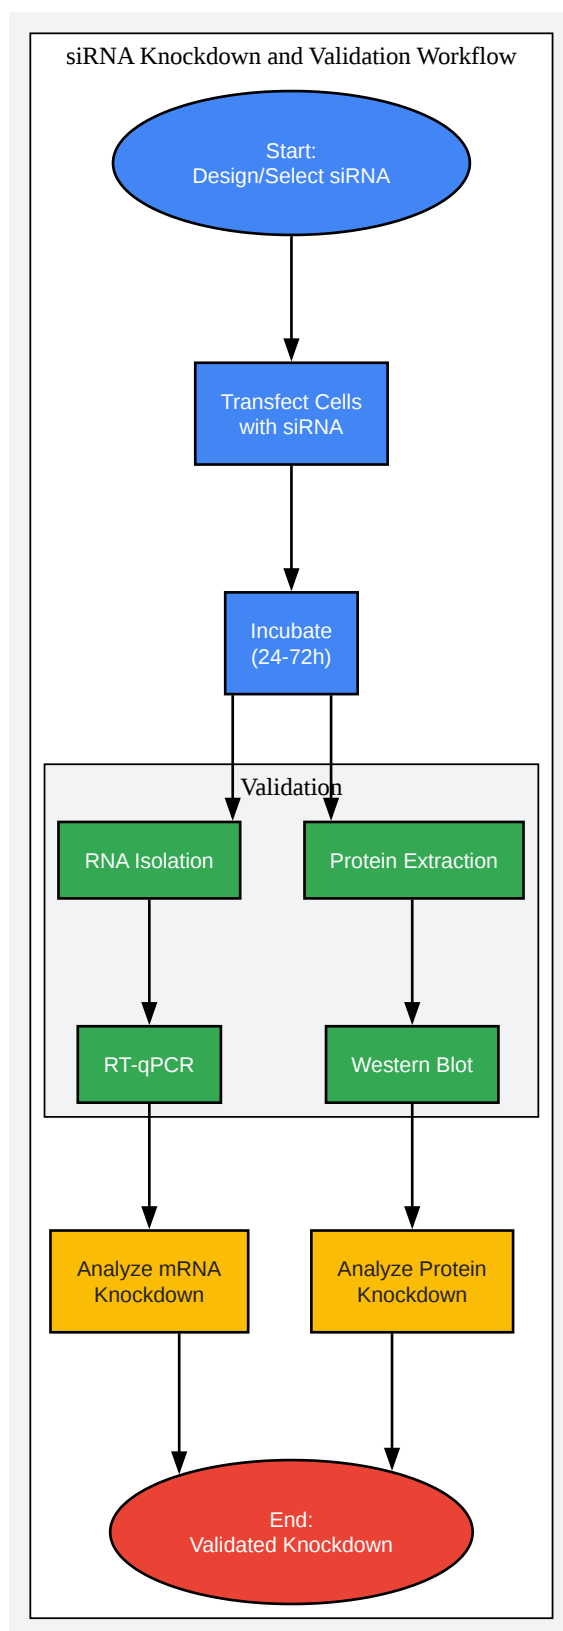 siRNA Knockdown and Validation Workflow
Start:
Design/Select siRNA
Transfect Cells
with siRNA
Incubate
(24-72h)
Validation
RNA Isolation
Protein Extraction
RT-qPCR
Western Blot
Analyze mRNA
Knockdown
Analyze Protein
Knockdown
End:
Validated Knockdown